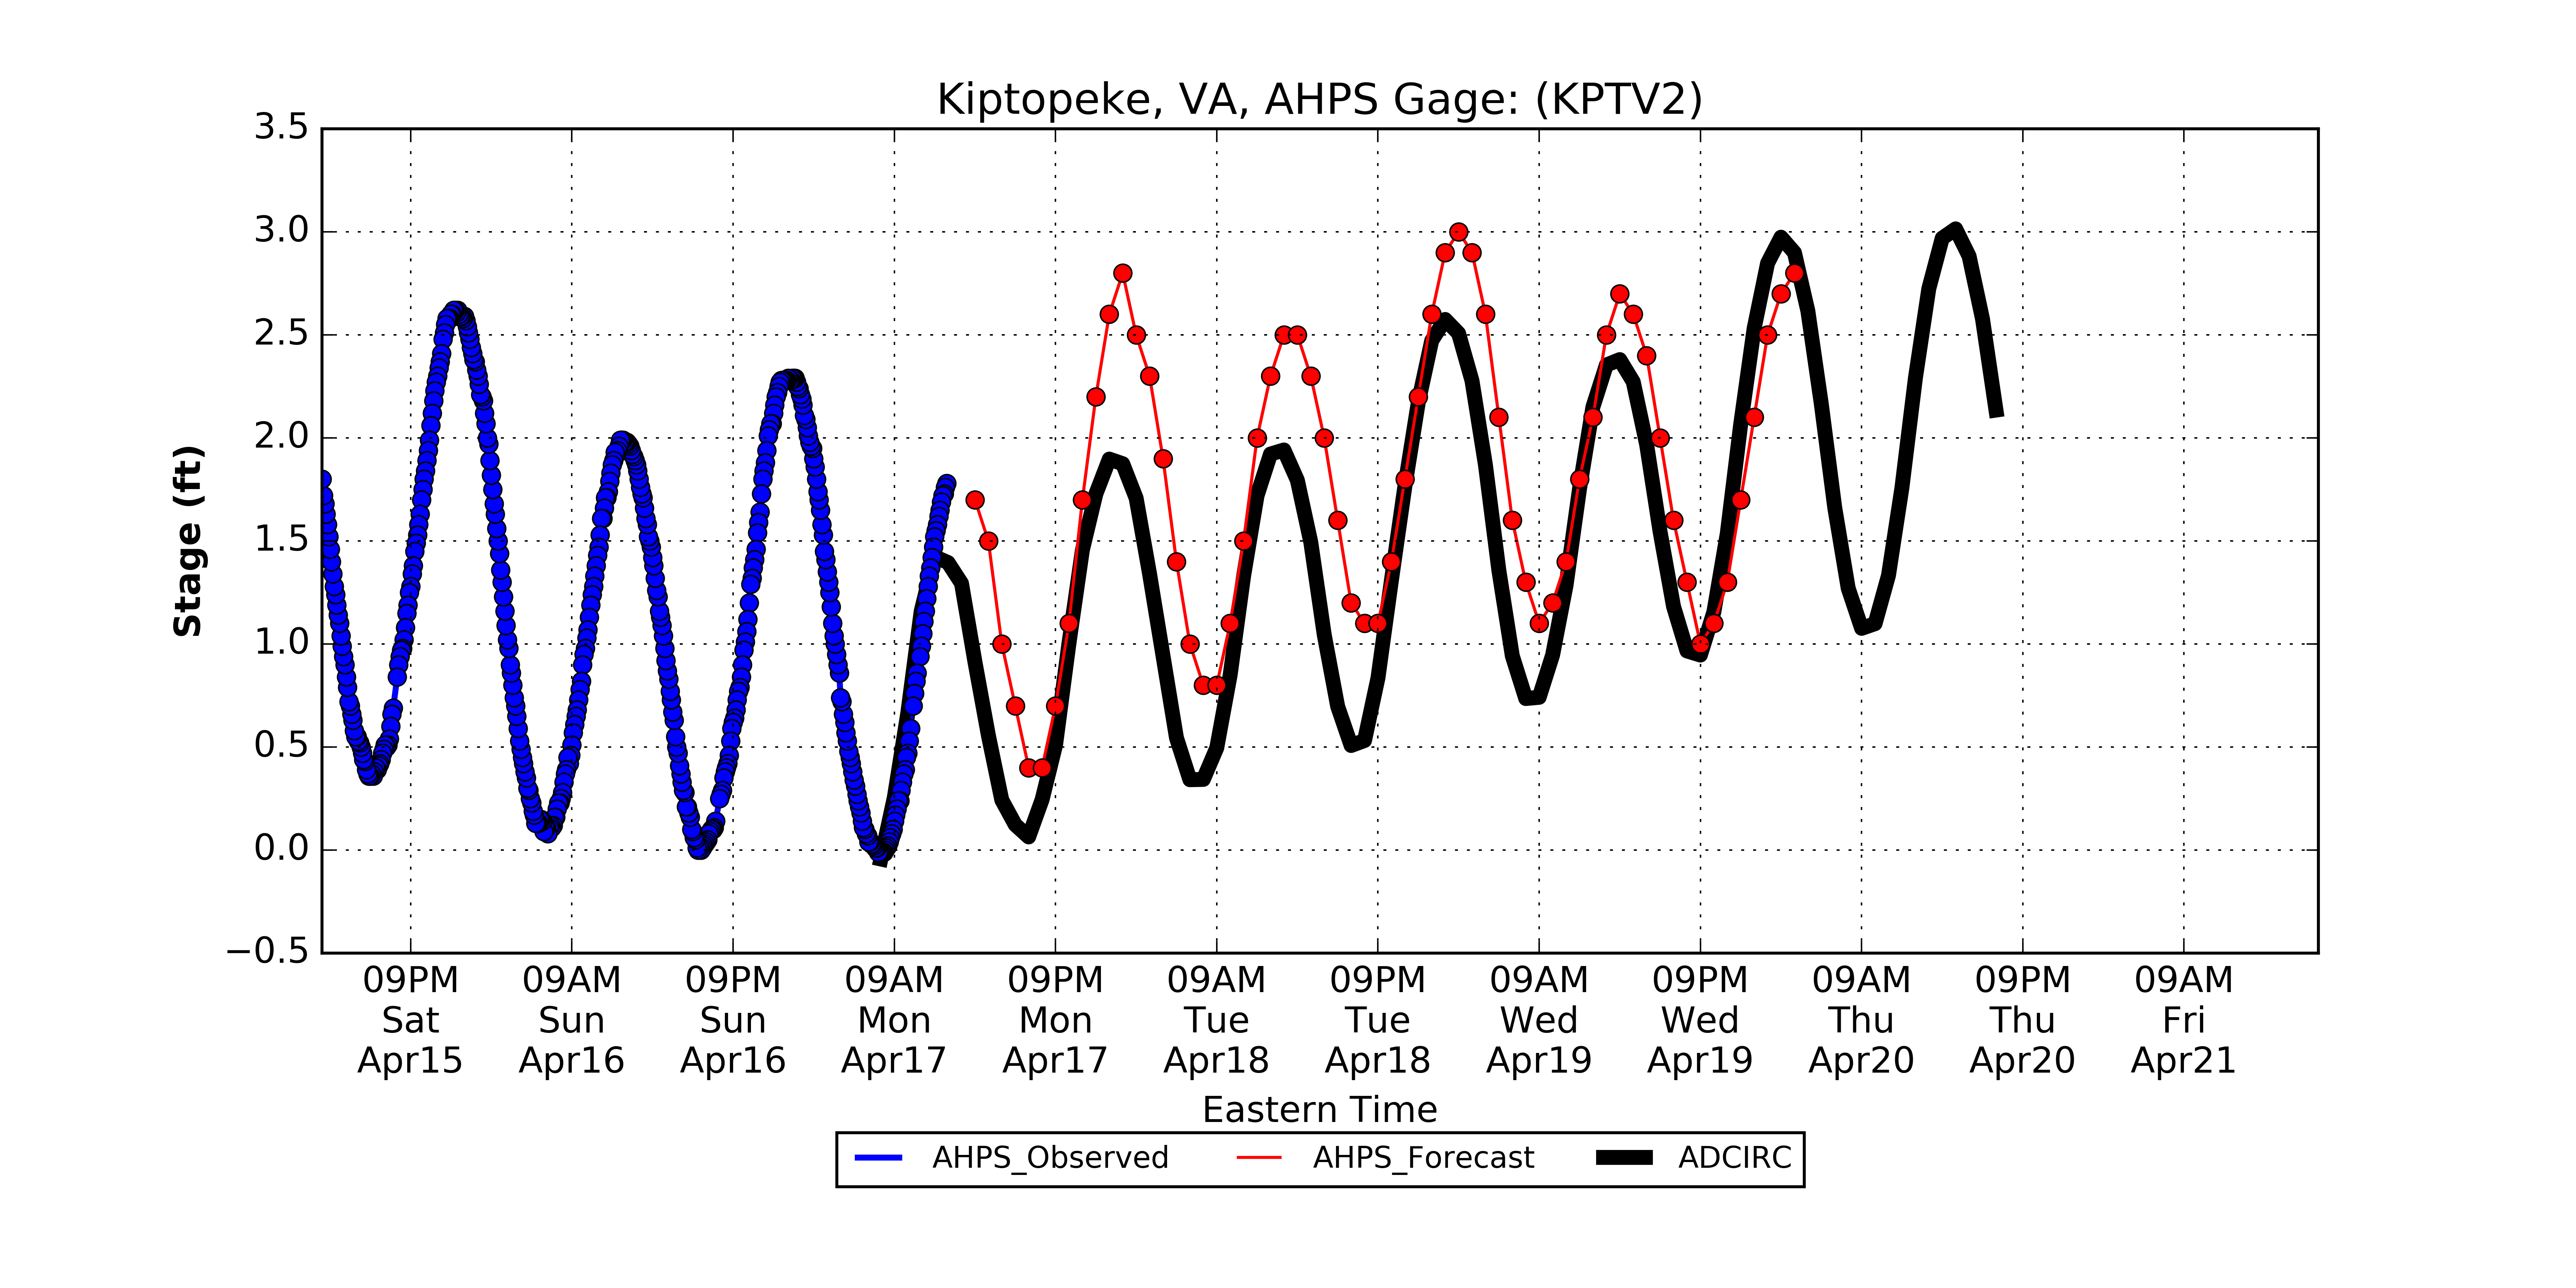 Kiptopeke, VA, AHPS Gage: (KPTV2)
3.5
3.0
2.5
2.0
1.5
1.0
0.5
0.0
−0.5
Stage (ft)
09PM 09AM 09PM 09AM 09PM 09AM 09PM 09AM 09PM 09AM 09PM 09AM
Sat Sun Sun Mon Mon Tue Tue Wed Wed Thu Thu Fri
Apr15 Apr16 Apr16 Apr17 Apr17 Apr18 Apr18 Apr19 Apr19 Apr20 Apr20 Apr21
Eastern Time
AHPS_Observed AHPS_Forecast ADCIRC